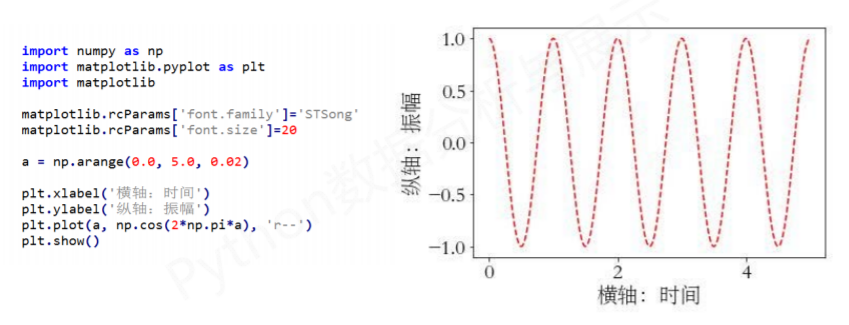 import numpy as np
import matplotlib.pyplot as plt
import matplotlib
matplotlib.rcParams['font.family']='STSong'
matplotlib.rcParams['font.size']=20
a = np.arange(0.0, 5.0, 0.02)
plt.xlabel('横轴：时间')
plt.ylabel('纵轴：振幅')
plt.plot(a, np.cos(2*np.pi*a), 'r--')
plt.show()
纵轴：振幅
1.0
0.5
0.0
−0.5
−1.0
0 2 4
横轴：时间
Python数据分析与展示